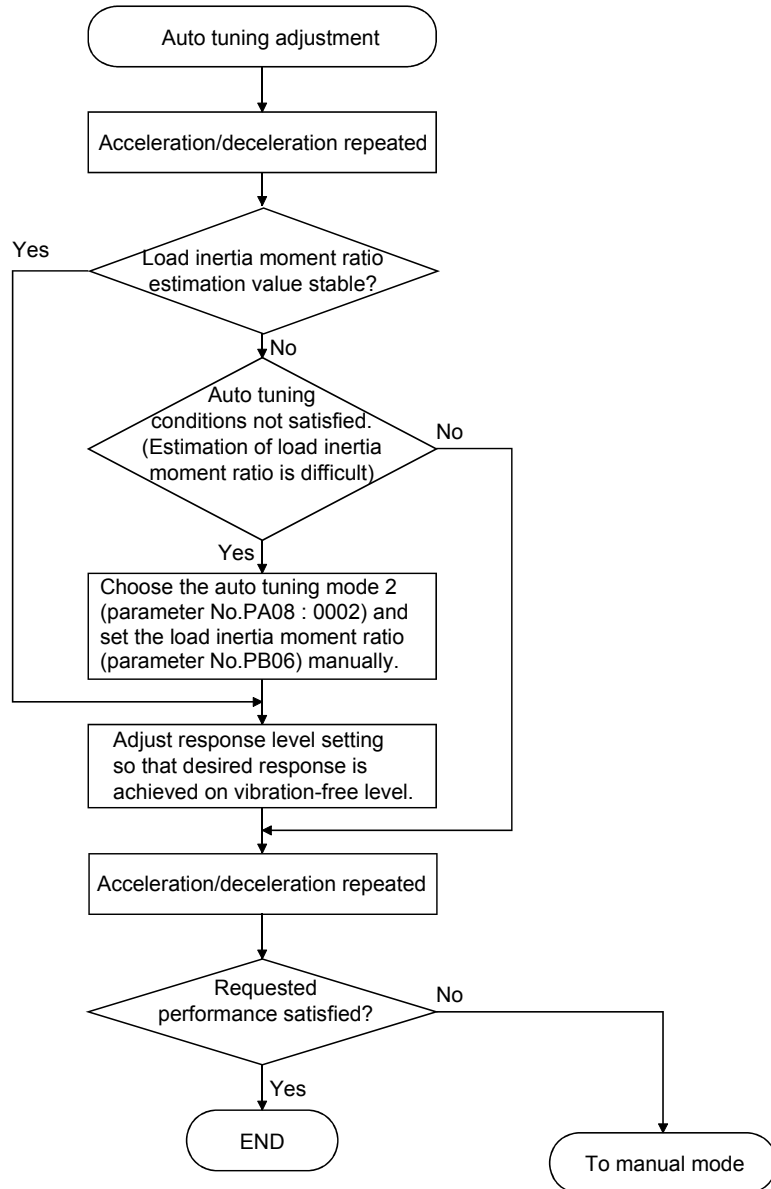 Auto tuning adjustment
Acceleration/deceleration repeated
Yes
Load inertia moment ratio
estimation value stable?
No
Auto tuning
conditions not satisfied.
(Estimation of load inertia
moment ratio is difficult)
No
Yes
Choose the auto tuning mode 2
(parameter No.PA08 : 0002) and
set the load inertia moment ratio
(parameter No.PB06) manually.
Adjust response level setting
so that desired response is
achieved on vibration-free level.
Acceleration/deceleration repeated
Requested
performance satisfied?
No
Yes
END
To manual mode